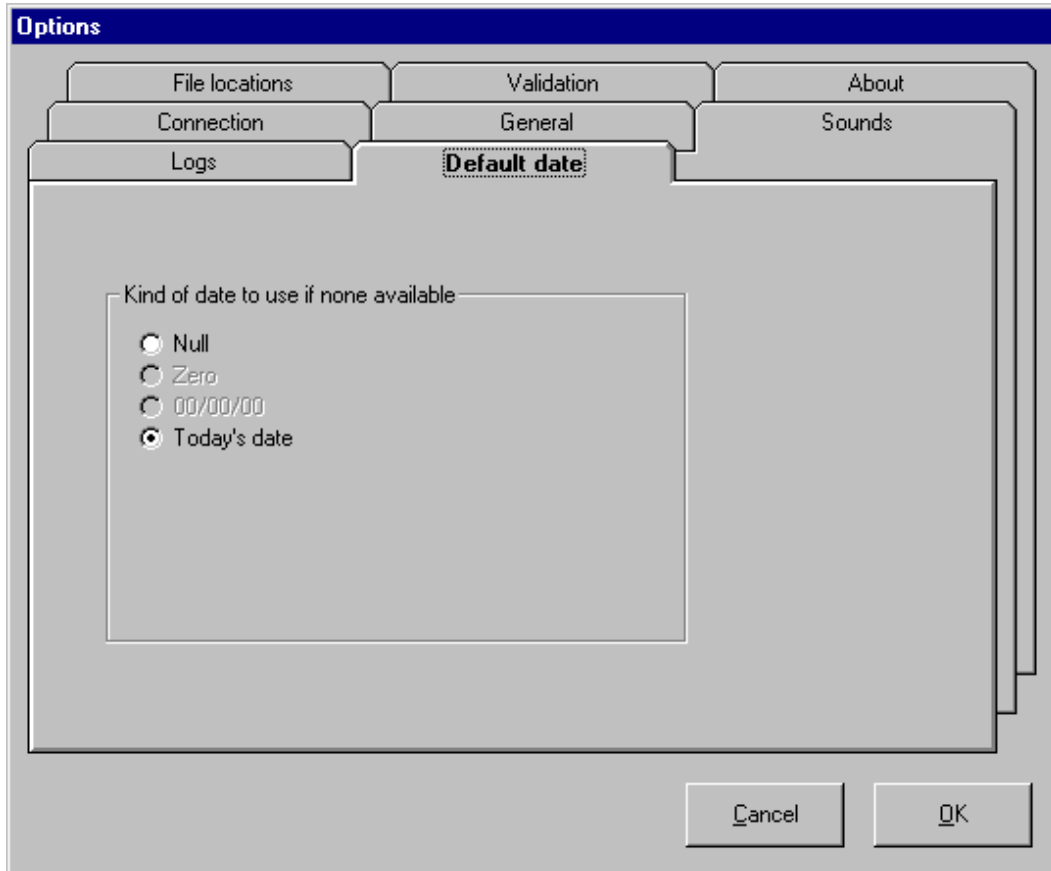 Options
File locations
Validation
About
Connection
General
Sounds
Logs
Default date
Kind of date to use if none available
Null
Zero
00/00/00
Today's date
Cancel
OK